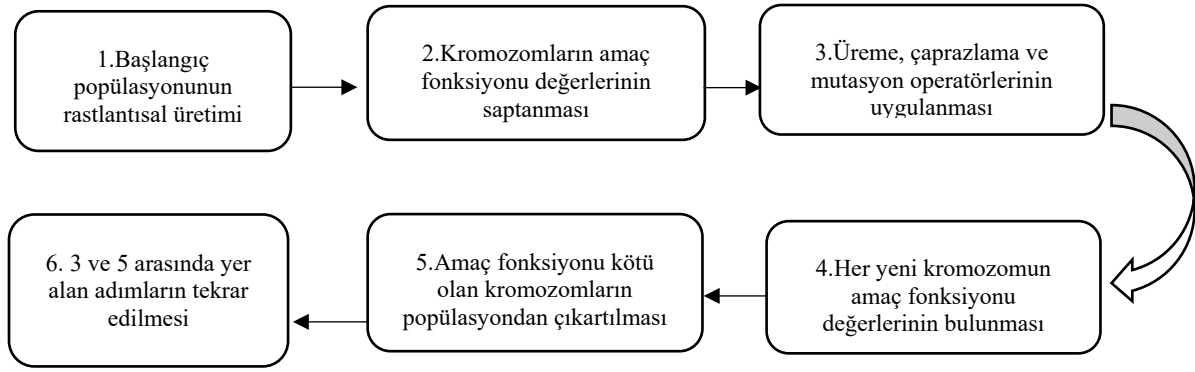 1.Başlangıç
popülasyonunun
rastlantısal üretimi
2.Kromozomların amaç
fonksiyonu değerlerinin
saptanması
3.Üreme, çaprazlama ve
mutasyon operatörlerinin
uygulanması
4.Her yeni kromozomun
amaç fonksiyonu
değerlerinin bulunması
5.Amaç fonksiyonu kötü
olan kromozomların
popülasyondan çıkartılması
6. 3 ve 5 arasında yer
alan adımların tekrar
edilmesi